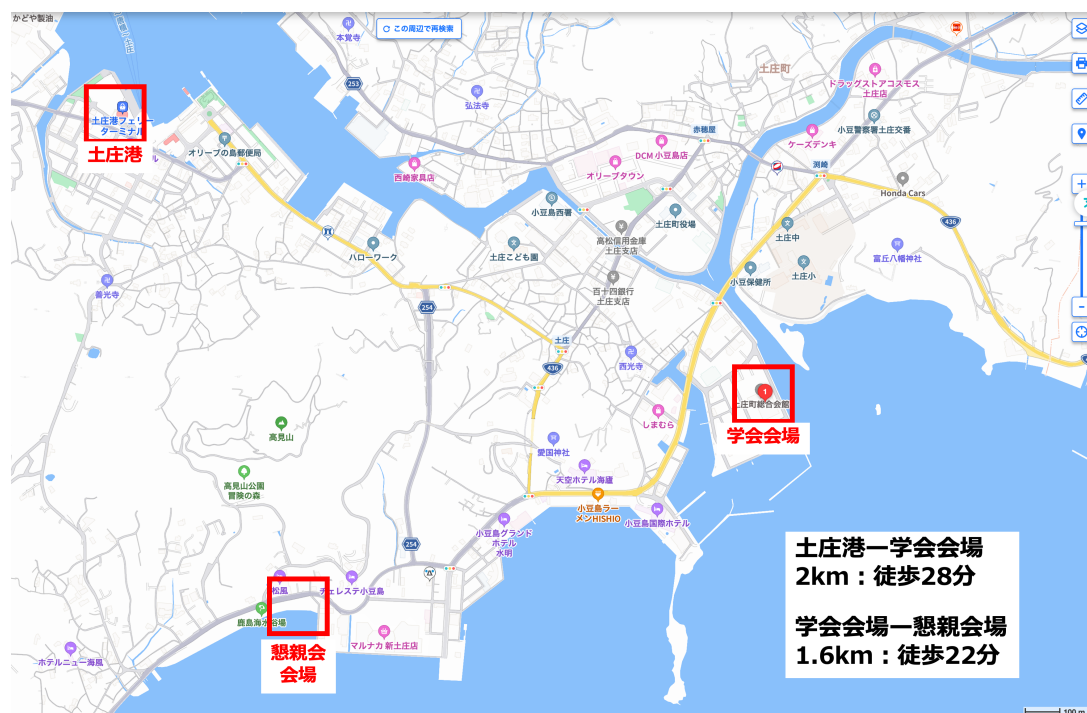 かどや製油
この周辺で再検索
本覚寺
253
弘法寺
土庄町
ドラッグストアコスモス
土庄店
土庄港フェリー
ターミナル
土庄港
オリーブの島郵便局
赤穂屋
小豆警察署土庄交番
ケーズデンキ
DCM 小豆島店
オリーブタウン
西崎家具店
渕崎
Honda Cars
小豆島西署
土庄町役場
436
高松信用金庫
土庄支店
土庄中
富丘八幡神社
ハローワーク
土庄こども園
土庄小
小豆保健所
善光寺
百十四銀行
土庄支店
254
土庄
西光寺
436
1
土庄町総合会館
しまむら
学会会場
高見山
愛国神社
高見山公園
冒険の森
天空ホテル海廬
小豆島ラー
メンHISHIO
小豆島国際ホテル
小豆島グランド
ホテル
水明
254
土庄港ー学会会場
2km：徒歩28分
松風
チェレステ小豆島
鹿島海水浴場
マルナカ 新土庄店
学会会場ー懇親会場
1.6km：徒歩22分
懇親会
会場
ホテルニュー海風
100 m